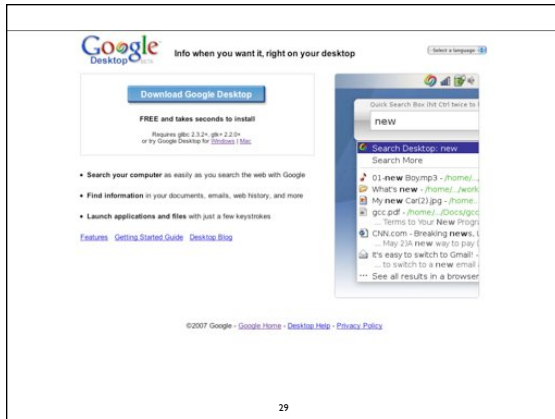 Google
Desktop BETA
Info when you want it, right on your desktop
Select a language
Download Google Desktop
FREE and takes seconds to install
Requires glibc 2.3.2+, gtk+ 2.2.0+
or try Google Desktop for Windows | Mac
• Search your computer as easily as you search the web with Google
• Find information in your documents, emails, web history, and more
• Launch applications and files with just a few keystrokes
Features Getting Started Guide Desktop Blog
Quick Search Box (hit Ctrl twice to
new
Search Desktop: new
Search More
01-new Boy.mp3 - /home/...
What's new - /home/.../work
My new Car(2).jpg - /home
gcc.pdf - /home/.../Docs/gcc
... Terms to Your New Progr
CNN.com - Breaking news, U
... May 23A new way to pay
It's easy to switch to Gmail! -
... to switch to a new email
... See all results in a browser
©2007 Google - Google Home - Desktop Help - Privacy Policy
29